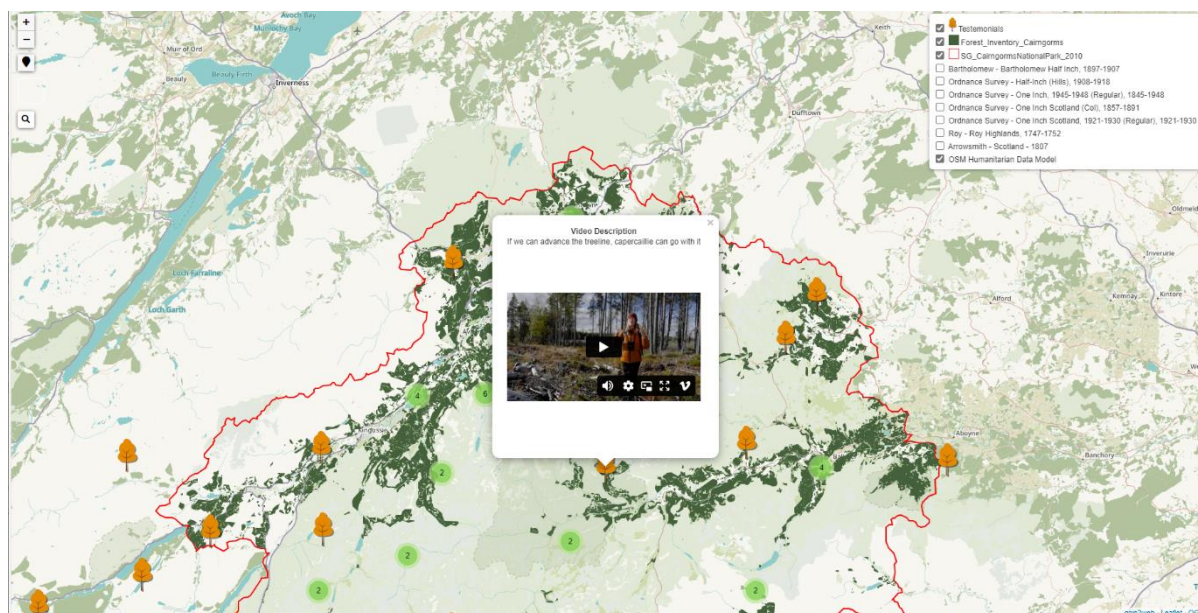 +
−
Avoch Bay
Munlochy Bay
Muir of Ord
Beauly
Beauly Firth
Inverness
Keith
Dufftown
Loch Farraline
Loch Garth
Oldmeld
Inverurie
Alford
Kemnay
Kintore
Aboyne
Banchory
Testemonials
Forest_Inventory_Cairngorms
SG_CairngormsNationalPark_2010
Bartholomew - Bartholomew Half Inch, 1897-1907
Ordnance Survey - Half-Inch (Hills), 1908-1918
Ordnance Survey - One Inch, 1945-1948 (Regular), 1845-1948
Ordnance Survey - One Inch Scotland (Col), 1857-1891
Ordnance Survey - One Inch Scotland, 1921-1930 (Regular), 1921-1930
Roy - Roy Highlands, 1747-1752
Arrowsmith - Scotland - 1807
OSM Humanitarian Data Model
×
Video Description
If we can advance the treeline, capercaillie can go with it
4
6
2
4
2
2
2
2